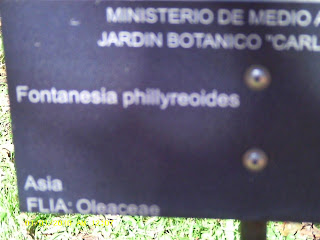 MINISTERIO DE MEDIO A
JARDIN BOTANICO "CARL
Fontanesia phillyreoides
Asia
FLIA: Oleaceae